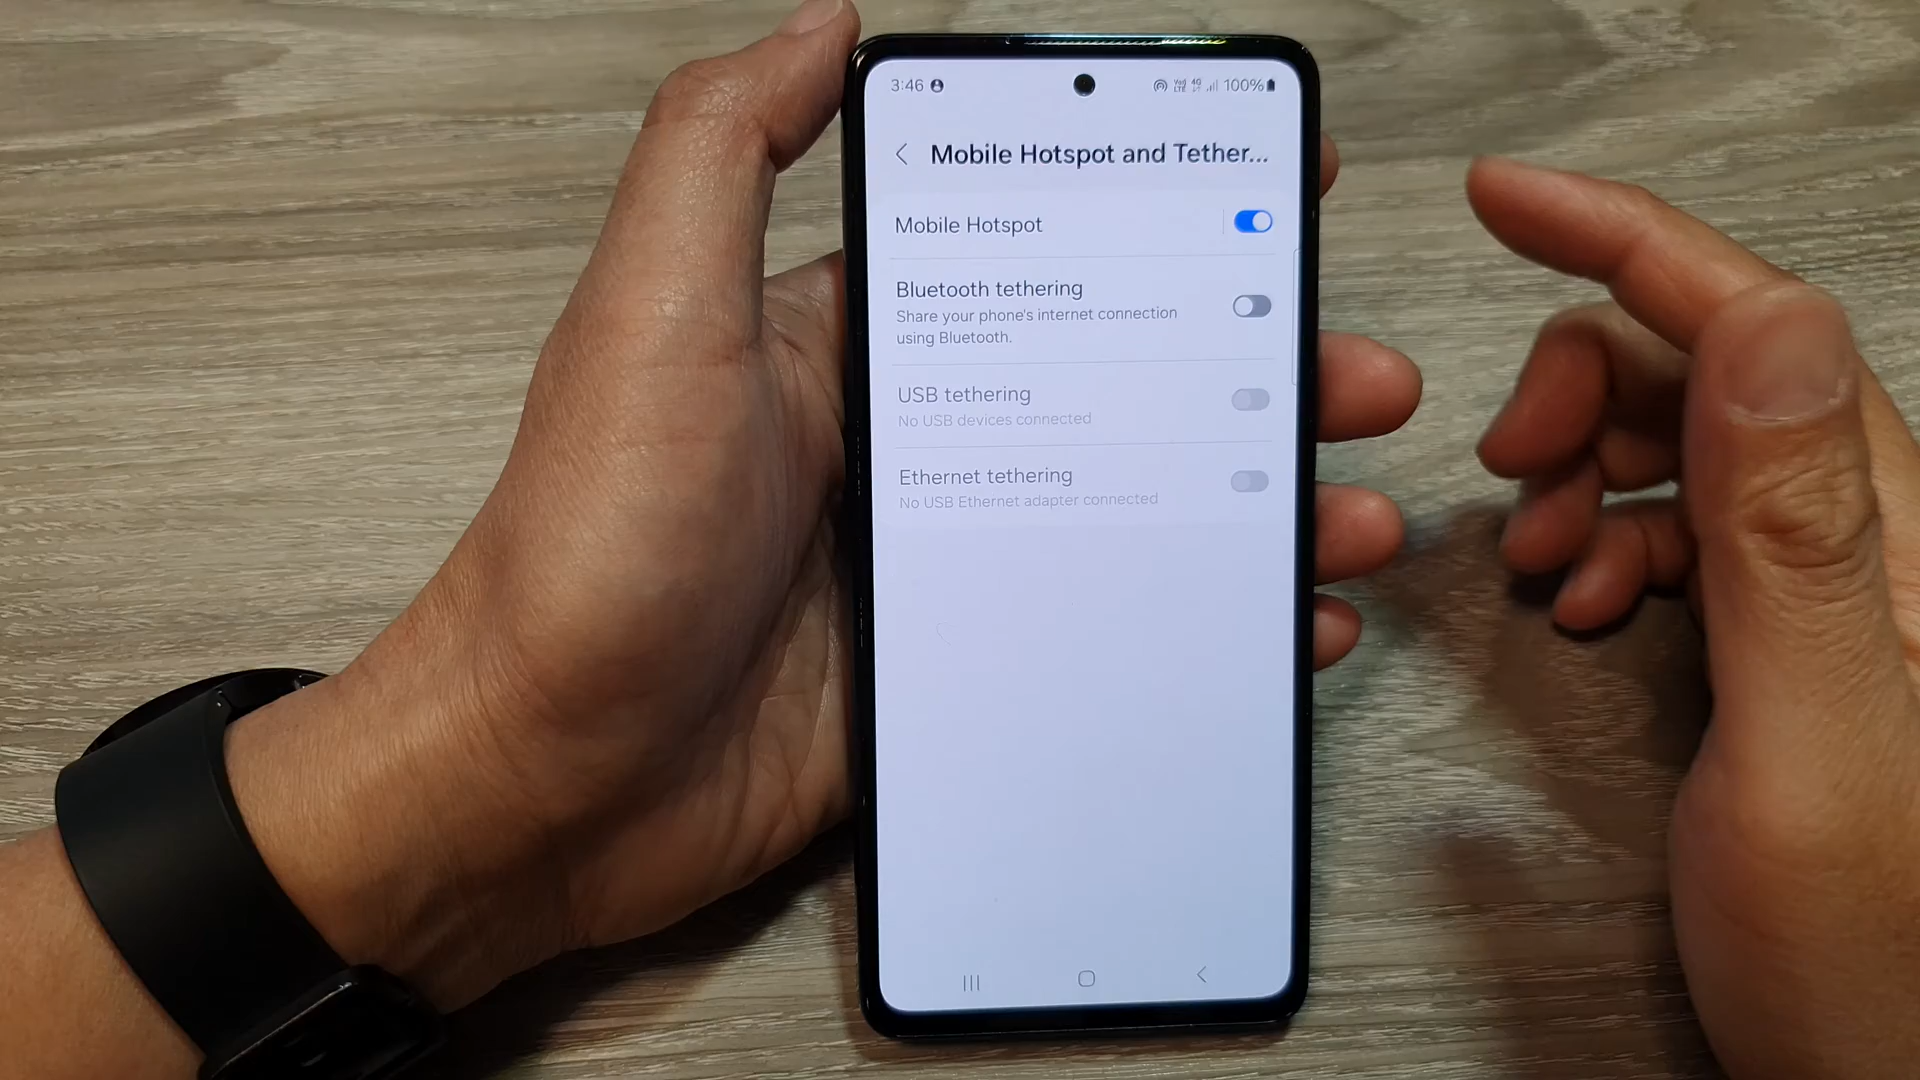 3:46
100%
Mobile Hotspot and Tether...
Mobile Hotspot
Bluetooth tethering
Share your phone's internet connection
using Bluetooth.
USB tethering
No USB devices connected
Ethernet tethering
No USB Ethernet adapter connected